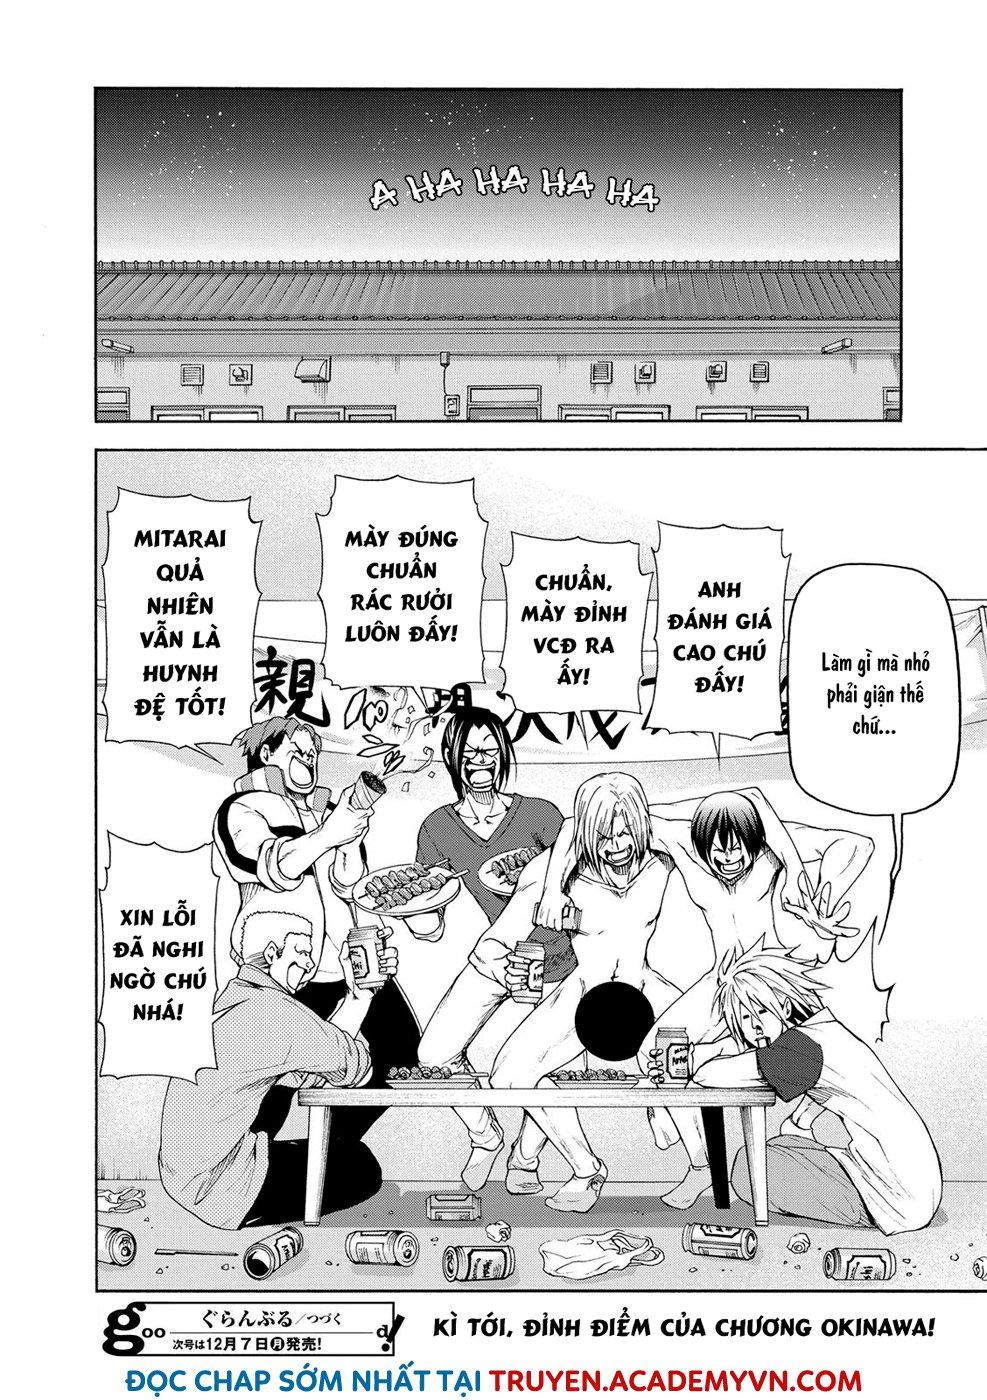 A HA HA HA HA
Làm gì mà nhỏ
phải giận thế
chứ...
ANH
ĐÁNH GIÁ
CAO CHÚ
ĐẤY!
CHUẨN,
MÀY ĐỈNH
VCĐ RA
ẤY!
MÀY ĐÚNG
CHUẨN
RÁC RƯỞI
LUÔN ĐẤY!
MITARAI
QUẢ
NHIÊN
VẪN LÀ
HUYNH
ĐỆ TỐT!
親
XIN LỖI
ĐÃ NGHI
NGỜ CHÚ
NHÁ!
goo d!
ぐらんぶる/つづく
次号は12月7日㊊発売!
KÌ TỚI, ĐỈNH ĐIỂM CỦA CHƯƠNG OKINAWA!
ĐỌC CHAP SỚM NHẤT TẠI TRUYEN.ACADEMYVN.COM